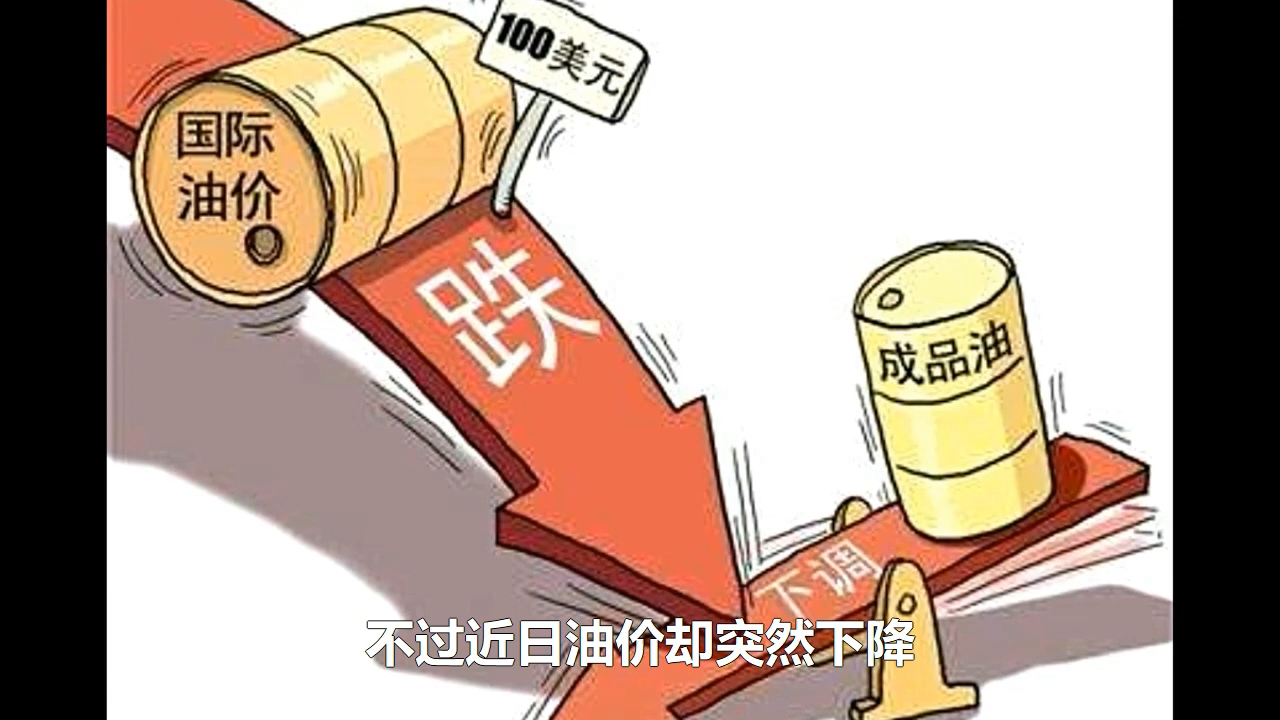 100美元
国际
油价
跌
成品油
下调
不过近日油价却突然下降